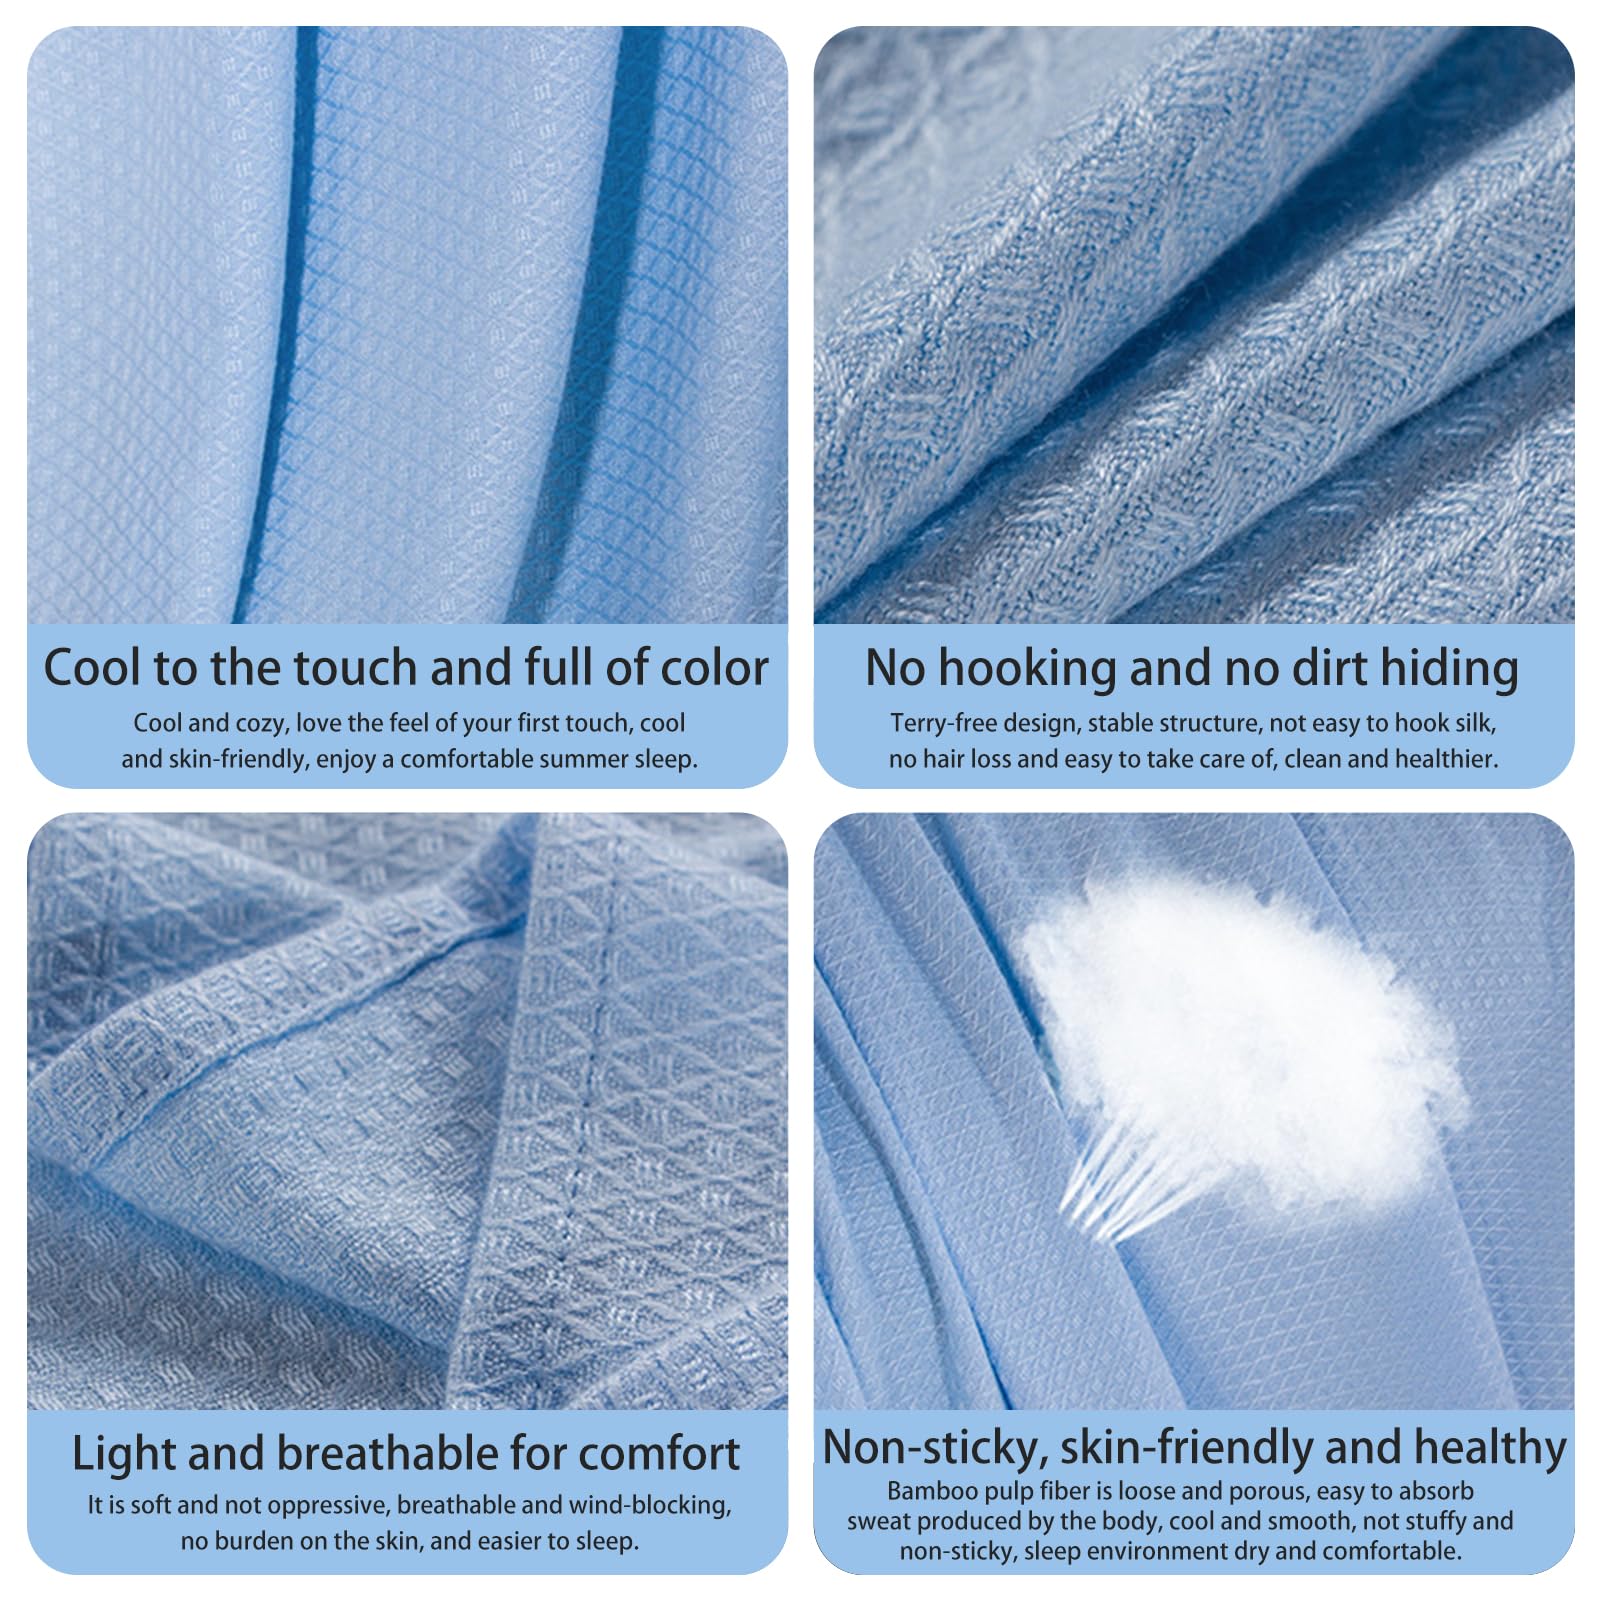 Cool to the touch and full of color
Cool and cozy, love the feel of your first touch, cool
and skin-friendly, enjoy a comfortable summer sleep.
No hooking and no dirt hiding
Terry-free design, stable structure, not easy to hook silk,
no hair loss and easy to take care of, clean and healthier.
Light and breathable for comfort
It is soft and not oppressive, breathable and wind-blocking,
no burden on the skin, and easier to sleep.
Non-sticky, skin-friendly and healthy
Bamboo pulp fiber is loose and porous, easy to absorb
sweat produced by the body, cool and smooth, not stuffy and
non-sticky, sleep environment dry and comfortable.